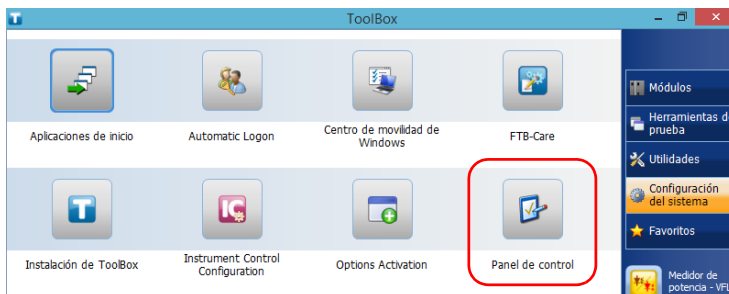 ToolBox
Aplicaciones de inicio
Automatic Logon
Centro de movilidad de
Windows
FTB-Care
Instalación de ToolBox
Instrument Control
Configuration
Options Activation
Panel de control
Módulos
Herramientas d
prueba
Utilidades
Configuración
del sistema
Favoritos
Medidor de
potencia - VFL